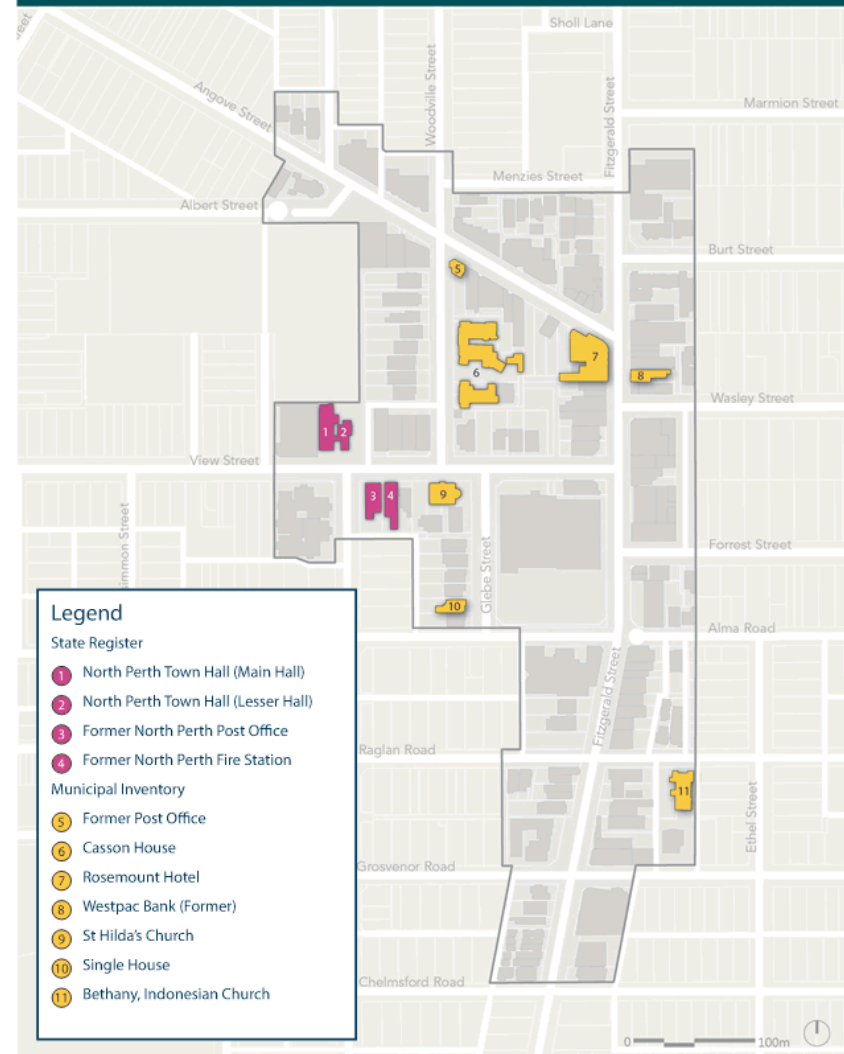 Sholl Lane
Marmion Street
Woodville Street
Fitzgerald Street
Angove Street
Menzies Street
Albert Street
Burt Street
5
7
6
8
Wasley Street
1
2
View Street
3
4
9
Glebe Street
Forrest Street
10
Alma Road
Fitzgerald Street
Raglan Road
11
Ethel Street
Grosvenor Road
Chelmsford Road
Legend
State Register
1 North Perth Town Hall (Main Hall)
2 North Perth Town Hall (Lesser Hall)
3 Former North Perth Post Office
4 Former North Perth Fire Station
Municipal Inventory
5 Former Post Office
6 Casson House
7 Rosemount Hotel
8 Westpac Bank (Former)
9 St Hilda's Church
10 Single House
11 Bethany, Indonesian Church
0 100m